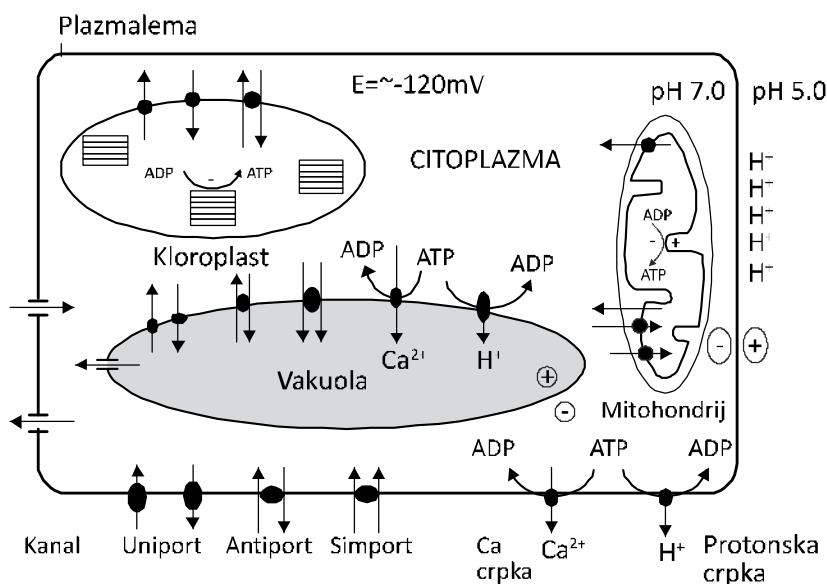 Plazmalema
E=~-120mV
pH 7.0
pH 5.0
CITOPLAZMA
H⁺
H⁺
H⁺
H⁺
H⁺
ADP
-
ATP
Kloroplast
ADP
-
+
ATP
ADP
ATP
ADP
Ca²⁺
H⁺
Vakuola
+
-
-
+
Mitohondrij
ADP
ATP
ADP
Kanal
Uniport
Antiport
Simport
Ca
crpka
Ca²⁺
H⁺
Protonska
crpka